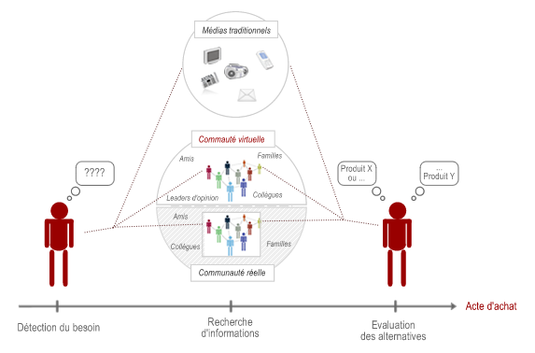 Médias traditionnels
Commauté virtuelle
Amis
Familles
Leaders d'opinion
Collègues
Amis
Collègues
Familles
Communauté réelle
????
Produit X
ou ...
...
Produit Y
Acte d'achat
Détection du besoin
Recherche
d'informations
Evaluation
des alternatives